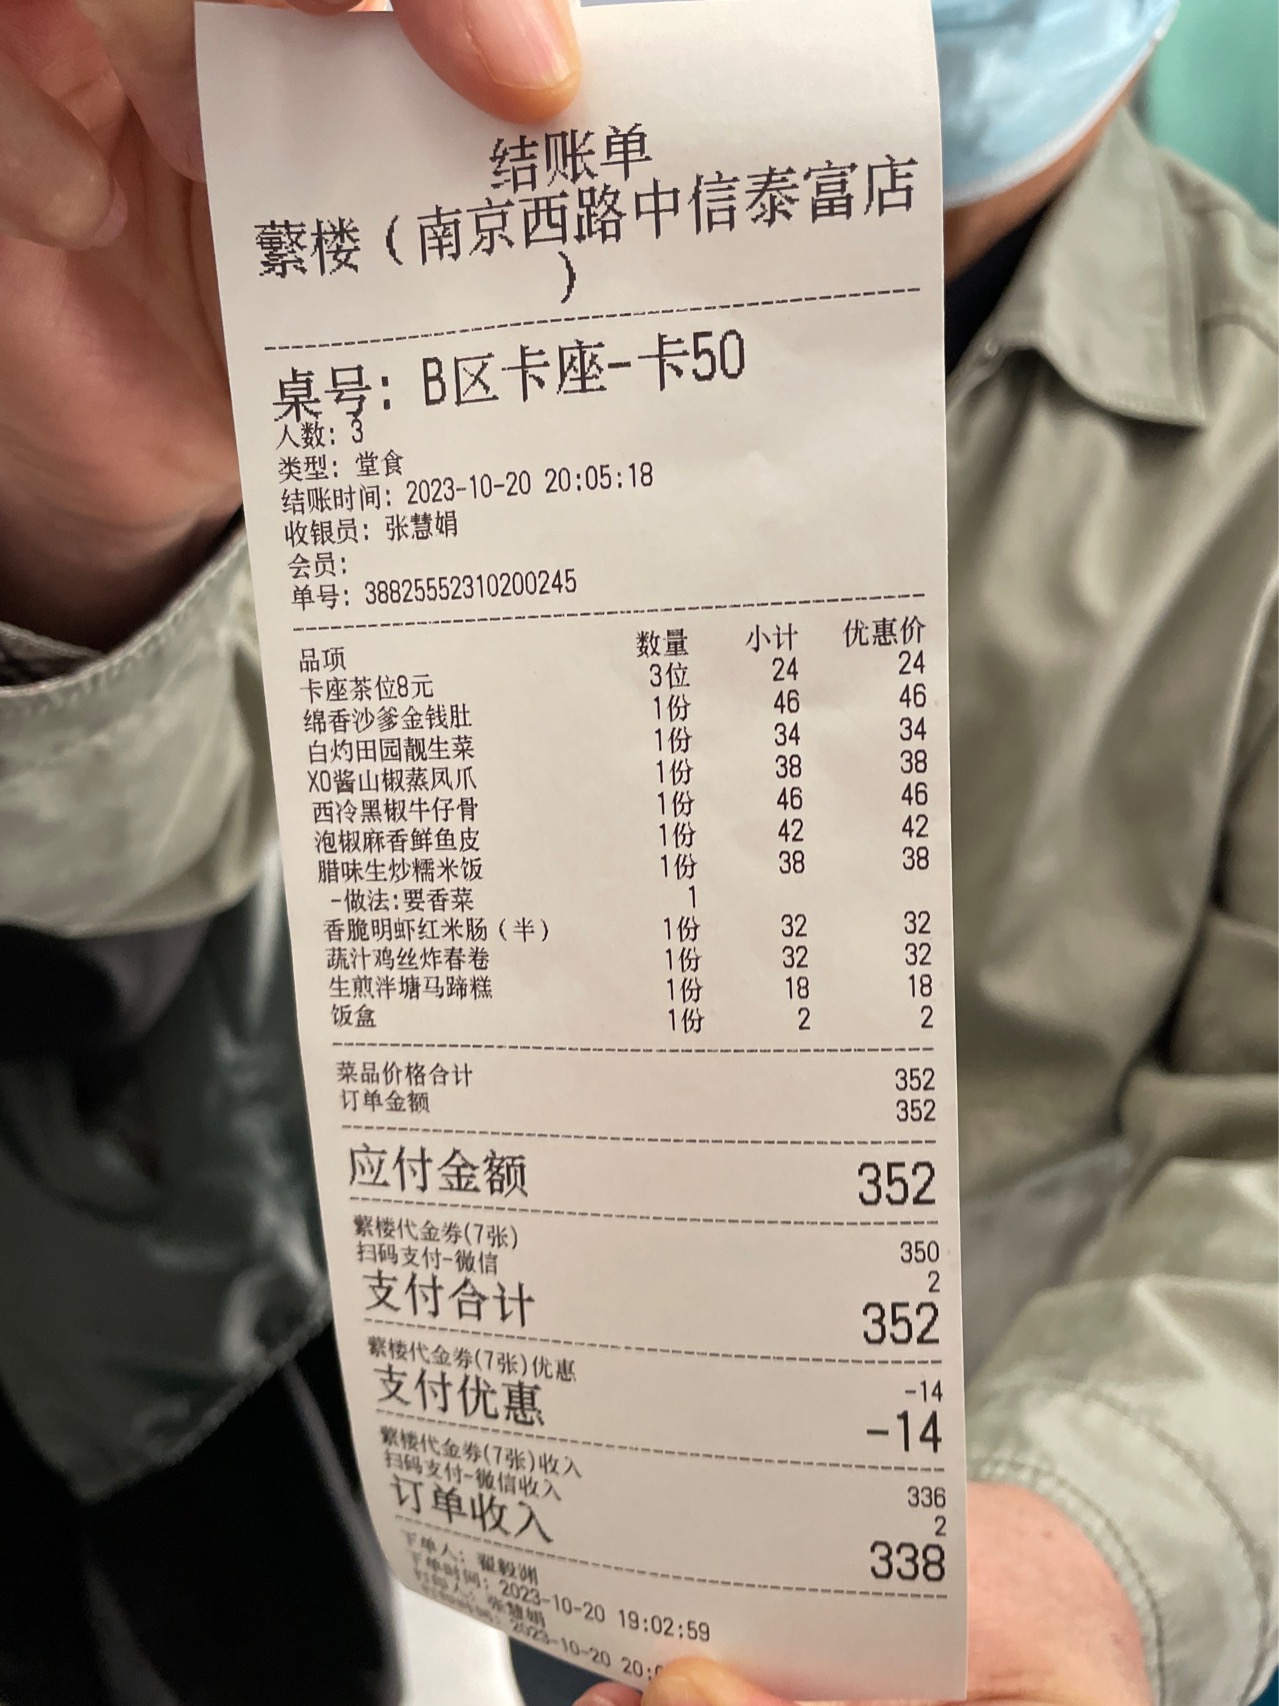 结账单
蘩楼（南京西路中信泰富店
）
桌号: B区卡座-卡50
人数: 3
类型: 堂食
结账时间: 2023-10-20 20:05:18
收银员: 张慧娟
会员:
单号: 38825552310200245
品项 数量 小计 优惠价
卡座茶位8元 3位 24 24
绵香沙爹金钱肚 1份 46 46
白灼田园靓生菜 1份 34 34
XO酱山椒蒸凤爪 1份 38 38
西冷黑椒牛仔骨 1份 46 46
泡椒麻香鲜鱼皮 1份 42 42
腊味生炒糯米饭 1份 38 38
-做法:要香菜 1
香脆明虾红米肠（半） 1份 32 32
蔬汁鸡丝炸春卷 1份 32 32
生煎泮塘马蹄糕 1份 18 18
饭盒 1份 2 2
菜品价格合计 352
订单金额 352
应付金额 352
蘩楼代金券(7张) 350
扫码支付-微信 2
支付合计 352
蘩楼代金券(7张)优惠 -14
支付优惠 -14
蘩楼代金券(7张)收入 336
扫码支付-微信收入 2
订单收入 338
下单人: 翟毅渊
下单时间: 2023-10-20 19:02:59
打印人: 张慧娟
2023-10-20 20: